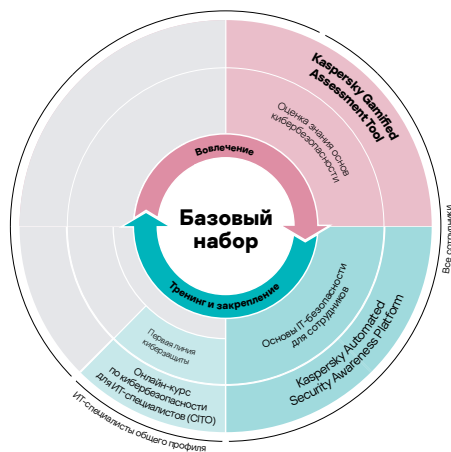 Kaspersky Gamified
Assessment Tool
Оценка знания основ
кибербезопасности
Вовлечение
Базовый
набор
Тренинг и закрепление
Все сотрудники
Основы IT-безопасности
для сотрудников
Kaspersky Automated
Security Awareness Platform
Первая линия
киберзащиты
Онлайн-курс
по кибербезопасности
для ИТ-специалистов (CITO)
ИТ-специалисты общего профиля